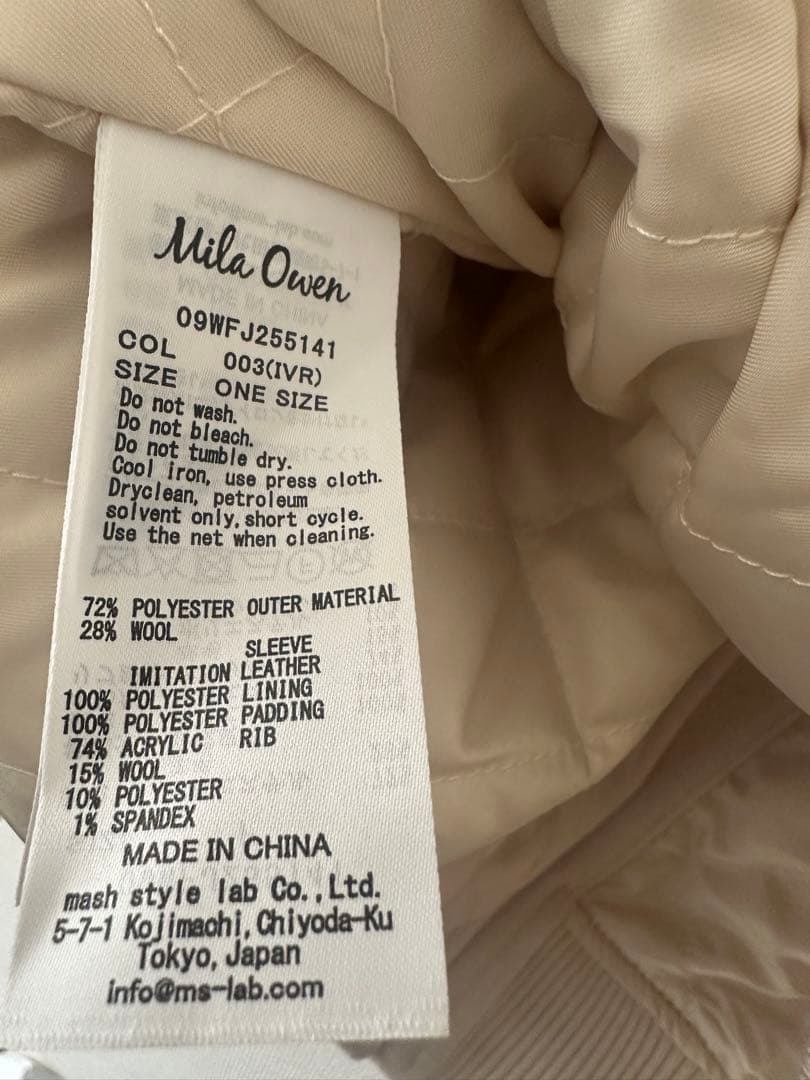 Mila Owen
09WFJ255141
COL 003(IVR)
SIZE ONE SIZE
Do not wash.
Do not bleach.
Do not tumble dry.
Cool iron, use press cloth.
Dryclean, petroleum
solvent only, short cycle.
Use the net when cleaning.
72% POLYESTER OUTER MATERIAL
28% WOOL
SLEEVE
IMITATION LEATHER
100% POLYESTER LINING
100% POLYESTER PADDING
74% ACRYLIC RIB
15% WOOL
10% POLYESTER
1% SPANDEX
MADE IN CHINA
mash style lab Co.,Ltd.
5-7-1 Kojimachi, Chiyoda-Ku
Tokyo, Japan
info@ms-lab.com